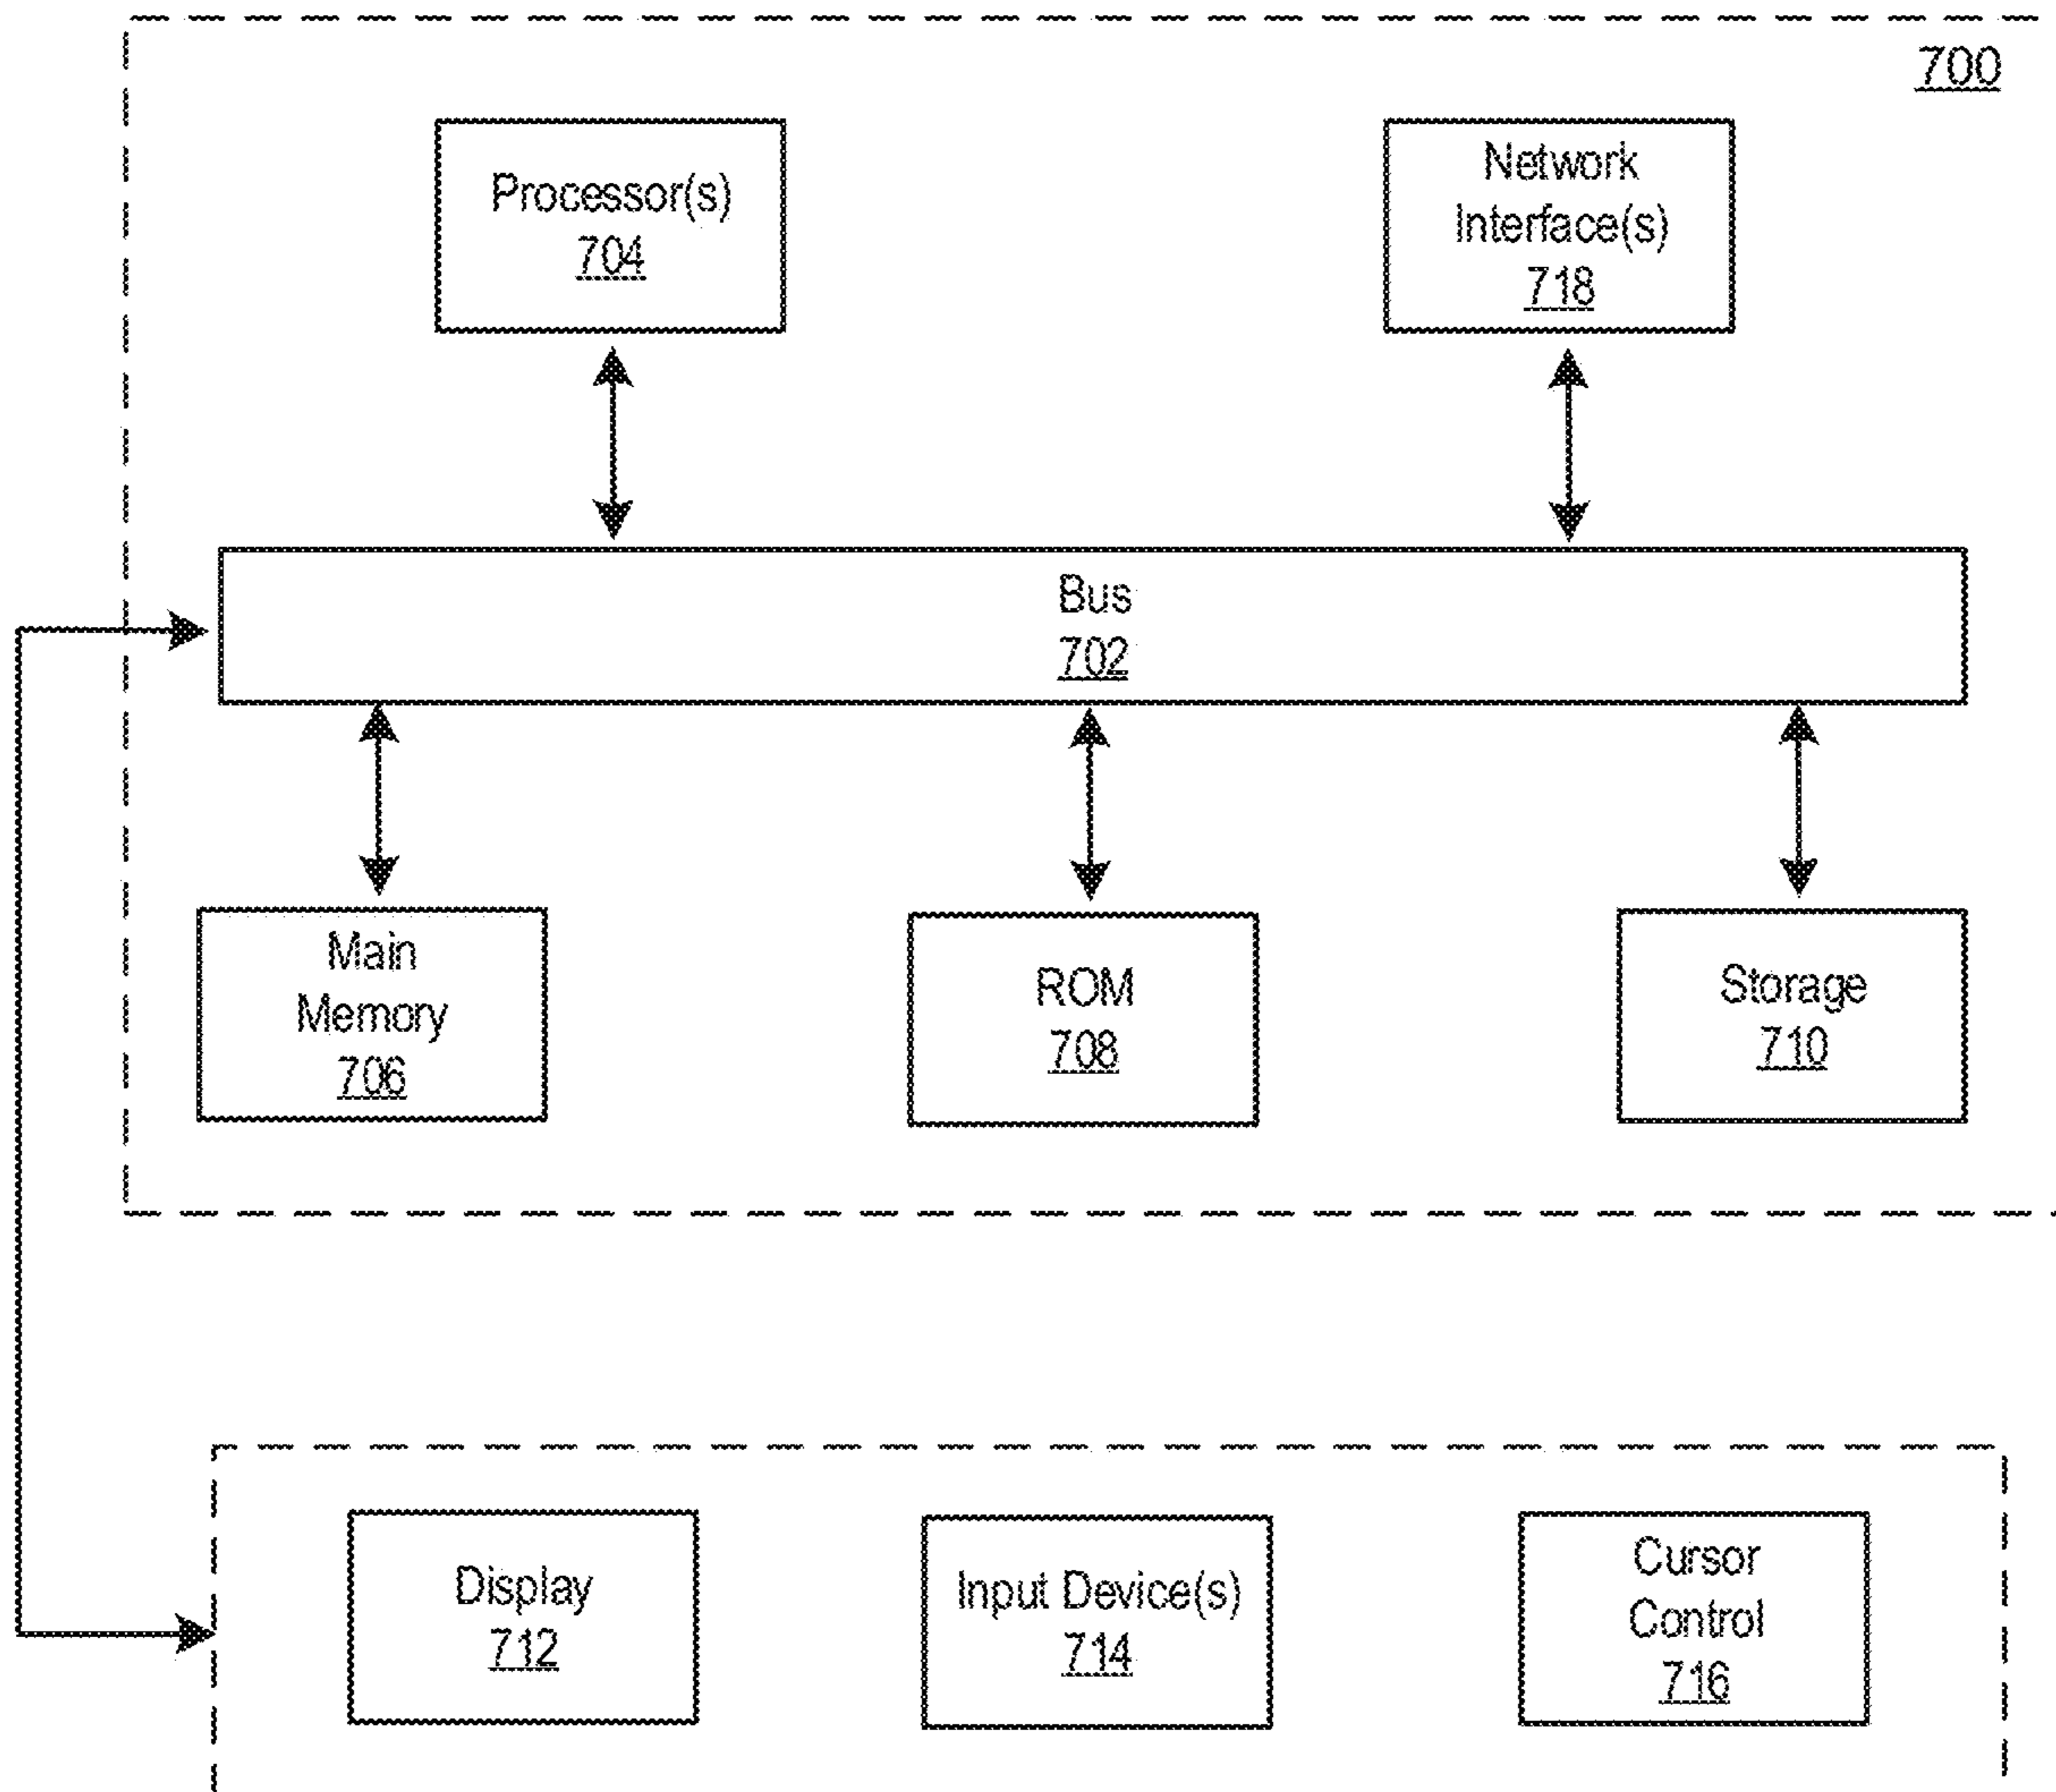 700
Processor(s)
704
Network
Interface(s)
718
Bus
702
Main
Memory
706
ROM
708
Storage
710
Display
712
Input Device(s)
714
Cursor
Control
716